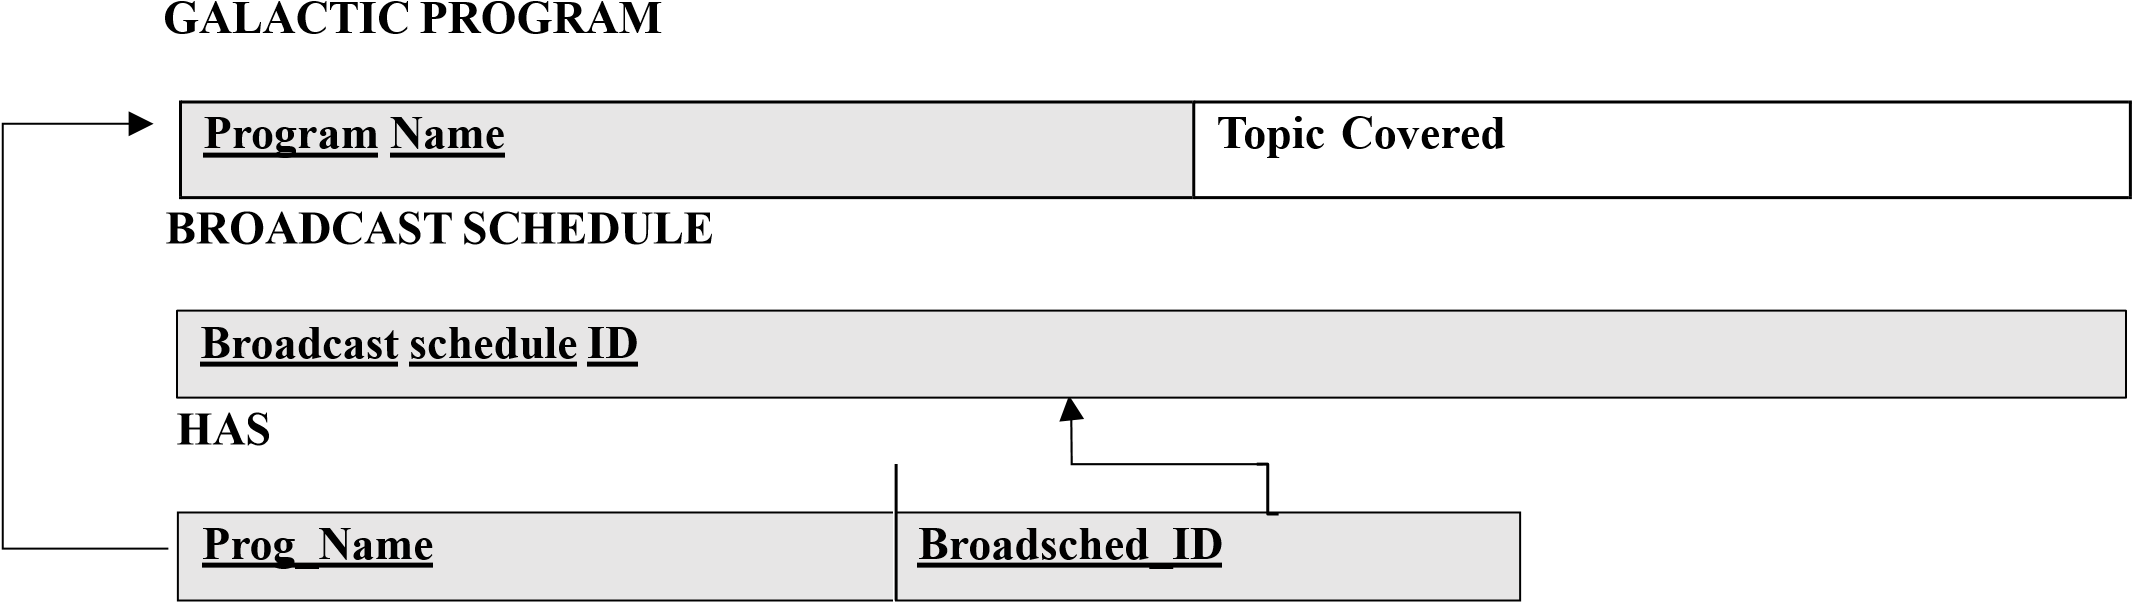 GALACTIC PROGRAM
Program Name Topic Covered
BROADCAST SCHEDULE
Broadcast schedule ID
HAS
Prog_Name Broadsched_ID